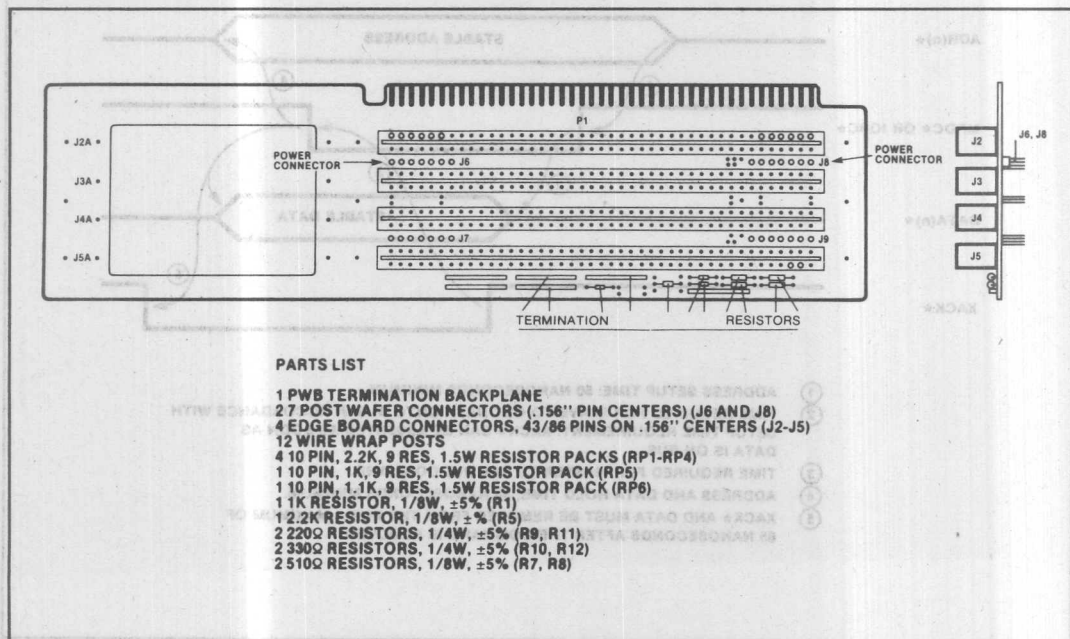 P1
J2A
POWER CONNECTOR
J6
J8
POWER CONNECTOR
J3A
J4A
J7
J9
J5A
TERMINATION
RESISTORS
J6, J8
J2
J3
J4
J5
PARTS LIST
1 PWB TERMINATION BACKPLANE
2 7 POST WAFER CONNECTORS (.156" PIN CENTERS) (J6 AND J8)
4 EDGE BOARD CONNECTORS, 43/86 PINS ON .156" CENTERS (J2-J5)
12 WIRE WRAP POSTS
4 10 PIN, 2.2K, 9 RES, 1.5W RESISTOR PACKS (RP1-RP4)
1 10 PIN, 1K, 9 RES, 1.5W RESISTOR PACK (RP5)
1 10 PIN, 1.1K, 9 RES, 1.5W RESISTOR PACK (RP6)
1 1K RESISTOR, 1/8W, ±5% (R1)
1 2.2K RESISTOR, 1/8W, ±% (R5)
2 220Ω RESISTORS, 1/4W, ±5% (R9, R11)
2 330Ω RESISTORS, 1/4W, ±5% (R10, R12)
2 510Ω RESISTORS, 1/8W, ±5% (R7, R8)